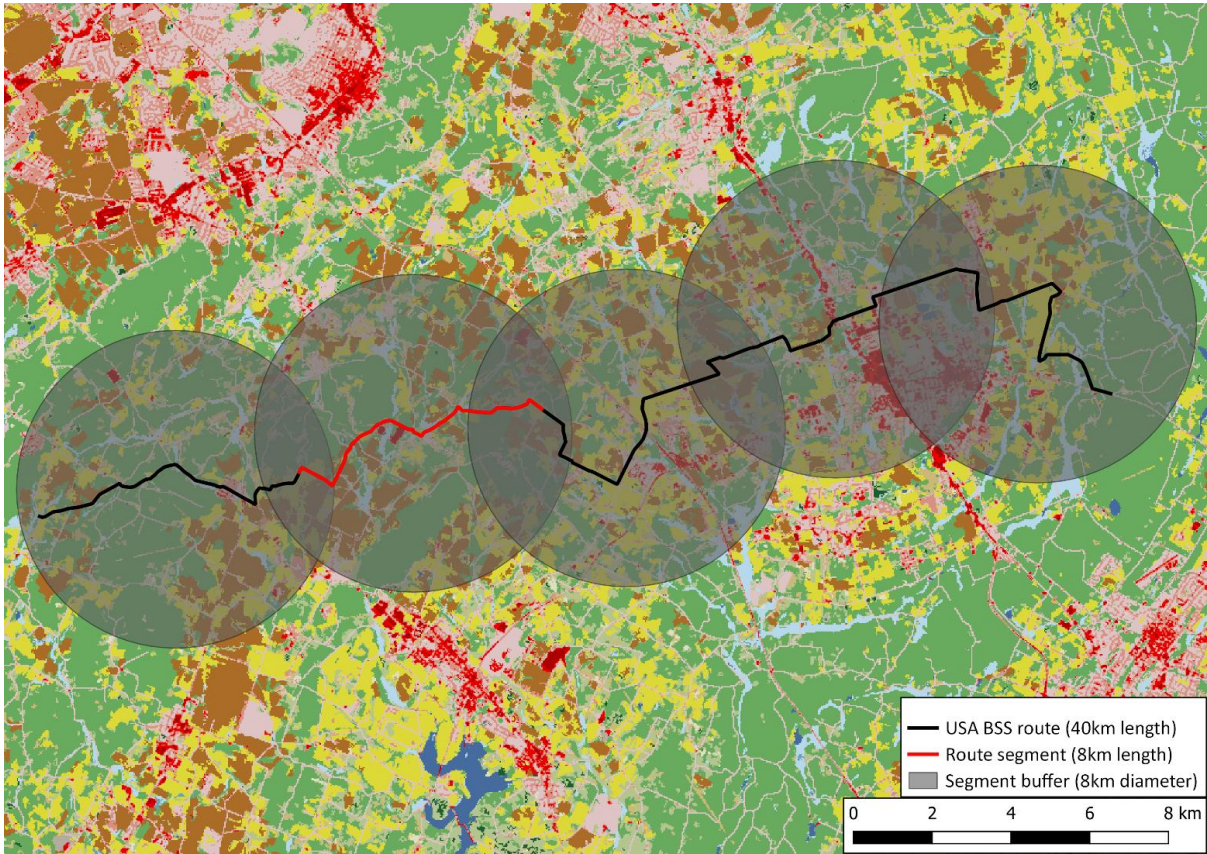 USA BSS route (40km length)
Route segment (8km length)
Segment buffer (8km diameter)
0 2 4 6 8 km